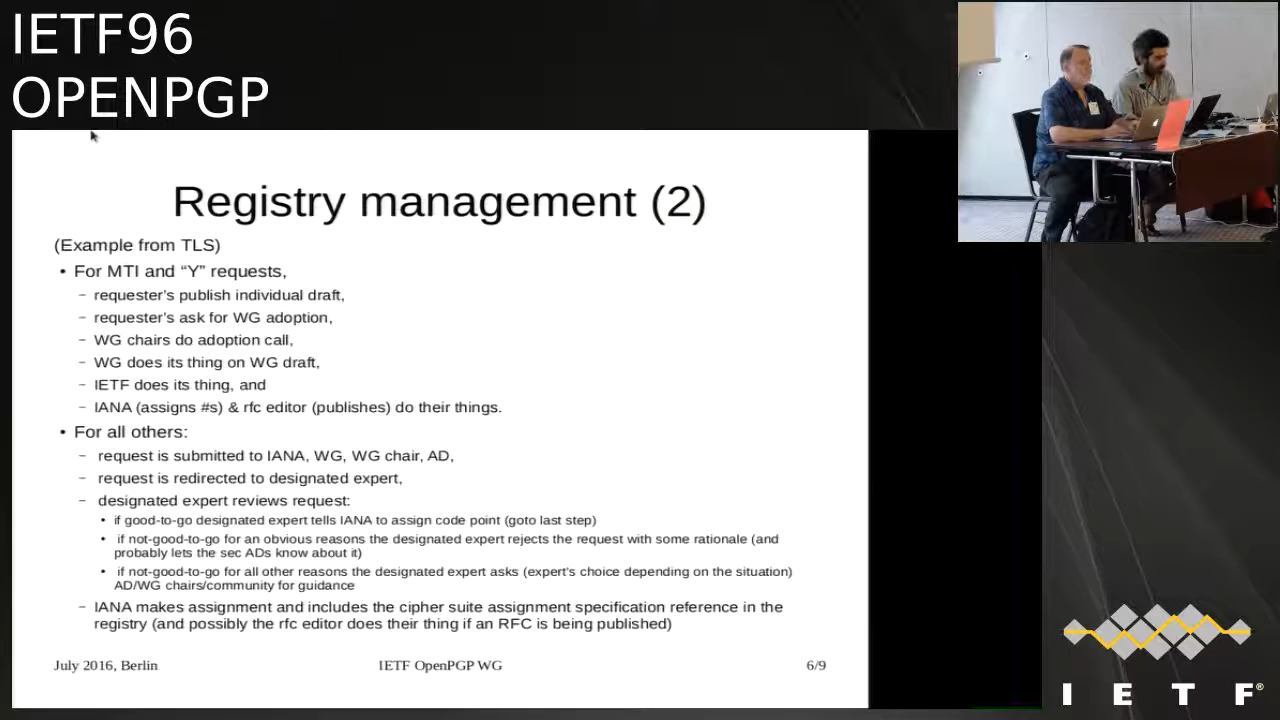 IETF96
OPENPGP
Registry management (2)
(Example from TLS)
• For MTI and “Y” requests,
– requester's publish individual draft,
– requester's ask for WG adoption,
– WG chairs do adoption call,
– WG does its thing on WG draft,
– IETF does its thing, and
– IANA (assigns #s) & rfc editor (publishes) do their things.
• For all others:
– request is submitted to IANA, WG, WG chair, AD,
– request is redirected to designated expert,
– designated expert reviews request:
• if good-to-go designated expert tells IANA to assign code point (goto last step)
• if not-good-to-go for an obvious reasons the designated expert rejects the request with some rationale (and
probably lets the sec ADs know about it)
• if not-good-to-go for all other reasons the designated expert asks (expert's choice depending on the situation)
AD/WG chairs/community for guidance
– IANA makes assignment and includes the cipher suite assignment specification reference in the
registry (and possibly the rfc editor does their thing if an RFC is being published)
July 2016, Berlin IETF OpenPGP WG 6/9
I E T F®